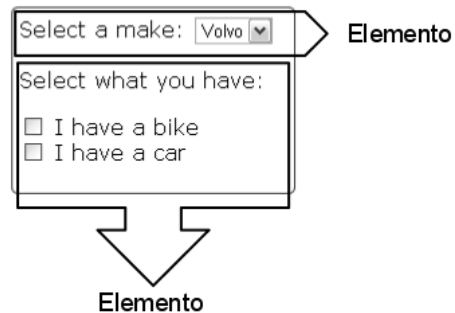 Select a make: Volvo
Elemento
Select what you have:
I have a bike
I have a car
Elemento